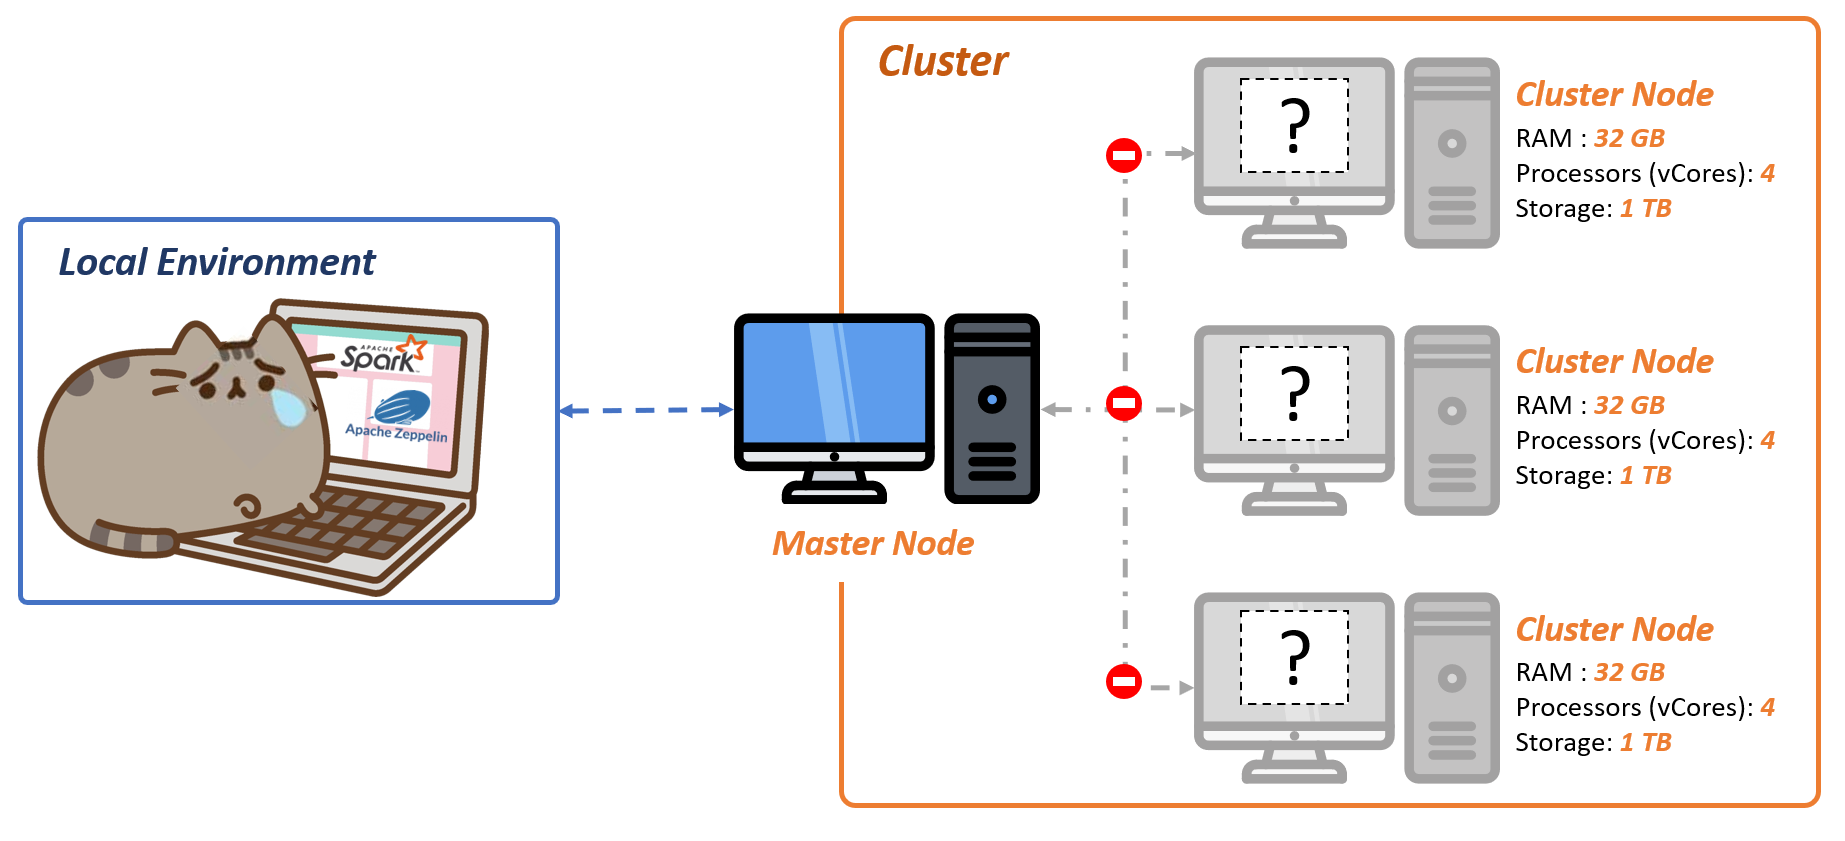 Cluster
Local Environment
APACHE
Spark
Apache Zeppelin
Master Node
?
Cluster Node
RAM : 32 GB
Processors (vCores): 4
Storage: 1 TB
?
Cluster Node
RAM : 32 GB
Processors (vCores): 4
Storage: 1 TB
?
Cluster Node
RAM : 32 GB
Processors (vCores): 4
Storage: 1 TB